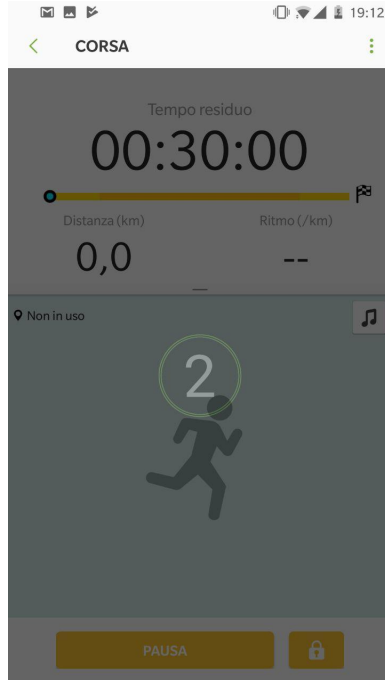 19:12
CORSA
Tempo residuo
00:30:00
Distanza (km)
Ritmo (/km)
0,0
--
Non in uso
2
PAUSA